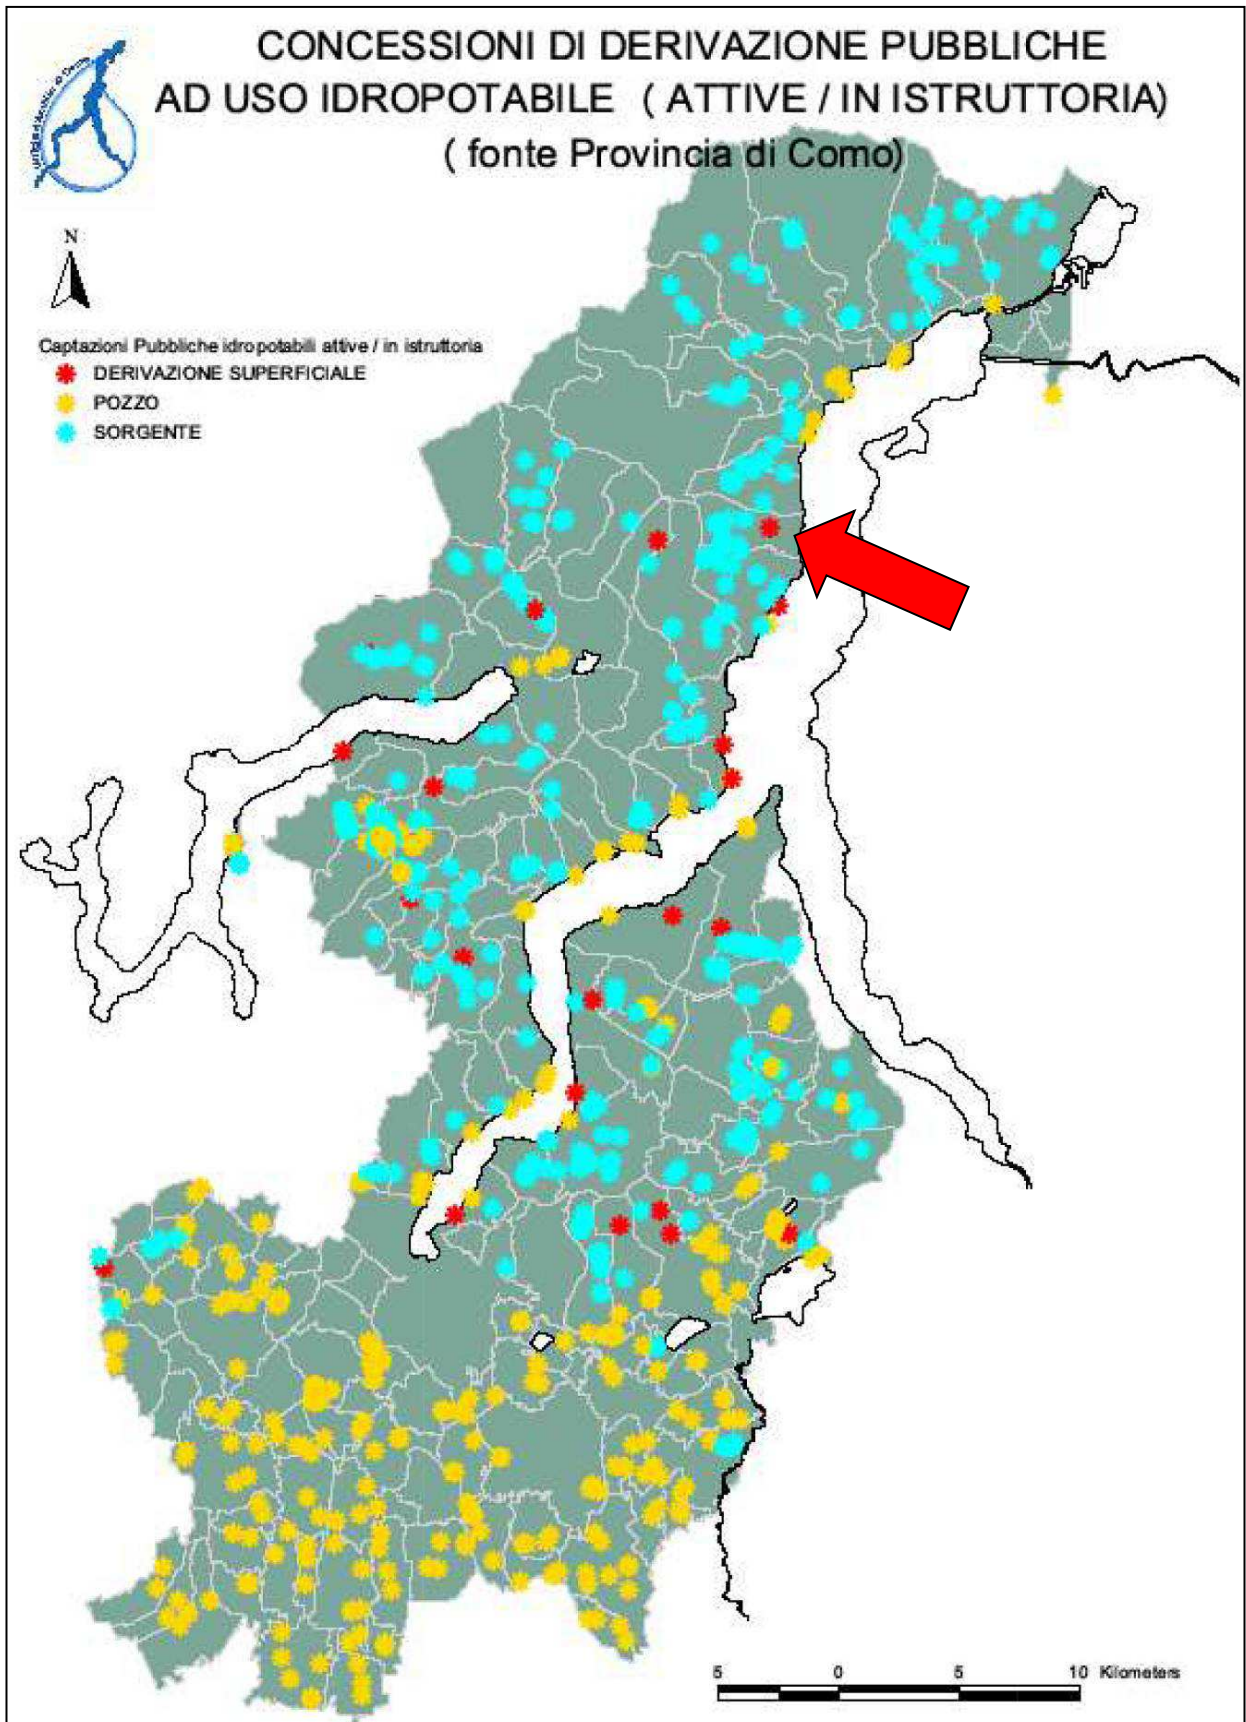 CONCESSIONI DI DERIVAZIONE PUBBLICHE
AD USO IDROPOTABILE ( ATTIVE / IN ISTRUTTORIA)
( fonte Provincia di Como)
N
Captazioni Pubbliche idropotabili attive / in istruttoria
DERIVAZIONE SUPERFICIALE
POZZO
SORGENTE
5 0 5 10 Kilometers